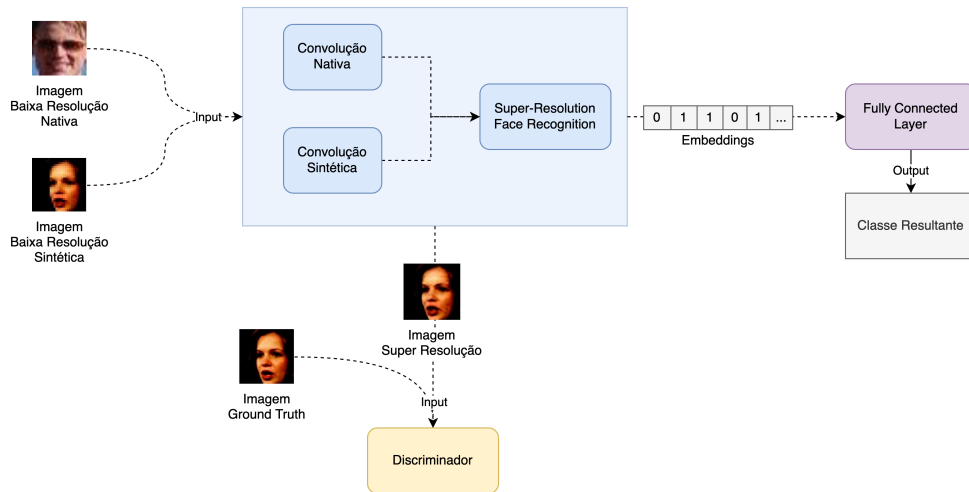 Imagem
Baixa Resolução
Nativa
Imagem
Baixa Resolução
Sintética
Input
Convolução
Nativa
Convolução
Sintética
Super-Resolution
Face Recognition
0 1 1 0 1 ...
Embeddings
Fully Connected
Layer
Output
Classe Resultante
Imagem
Super Resolução
Imagem
Ground Truth
Input
Discriminador